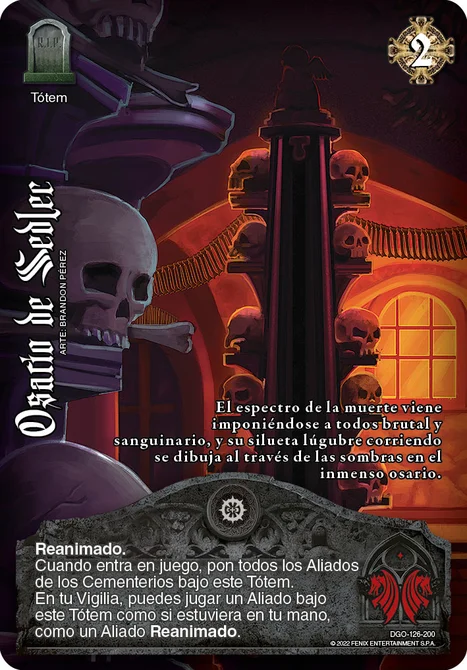 R.I.P.
2
Tótem
Osario de Sedlec
ARTE: BRANDON PÉREZ
El espectro de la muerte viene
imponiéndose a todos brutal y
sanguinario, y su silueta lúgubre corriendo
se dibuja al través de las sombras en el
inmenso osario.
Reanimado.
Cuando entra en juego, pon todos los Aliados
de los Cementerios bajo este Tótem.
En tu Vigilia, puedes jugar un Aliado bajo
este Tótem como si estuviera en tu mano,
como un Aliado Reanimado.
DGO-126-200
© 2022 FENIX ENTERTAINMENT S.P.A.